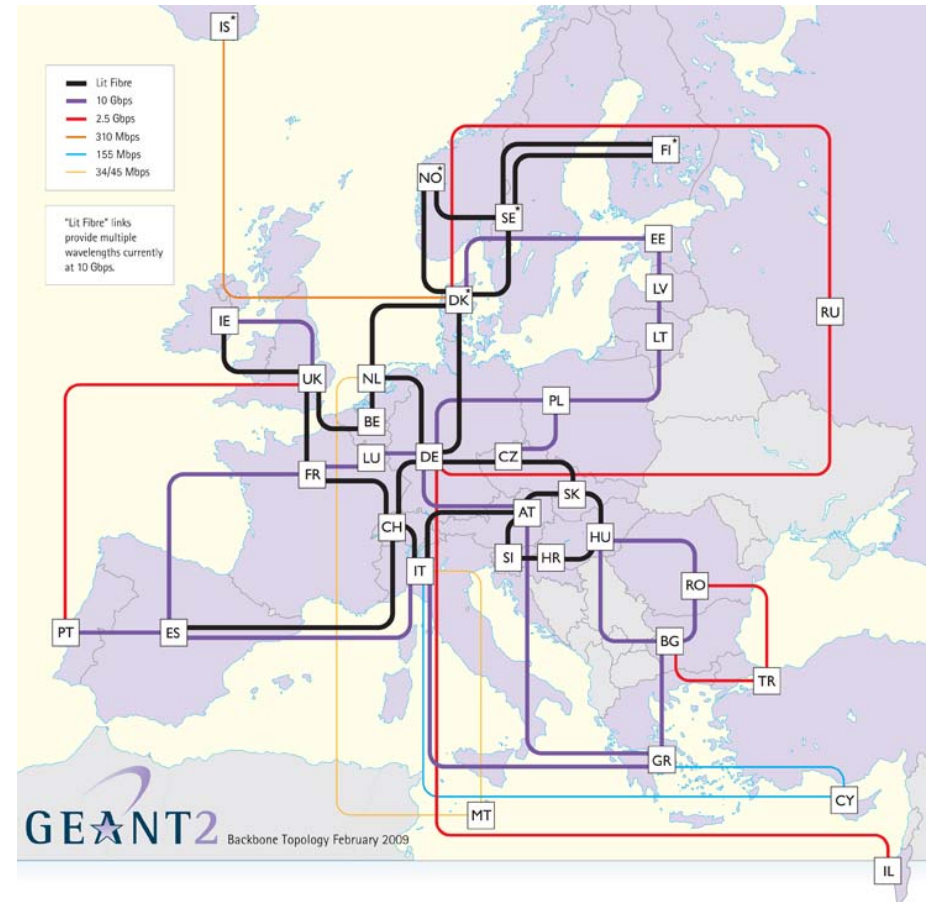 IS*
Lit Fibre
10 Gbps
2.5 Gbps
310 Mbps
155 Mbps
34/45 Mbps
"Lit Fibre" links
provide multiple
wavelengths currently
at 10 Gbps.
FI*
NO*
SE*
EE
LV
DK*
RU
IE
LT
UK
NL
PL
BE
LU
DE
CZ
FR
SK
AT
CH
HU
SI
HR
IT
RO
PT
ES
BG
TR
GR
CY
MT
GEANT2 Backbone Topology February 2009
IL